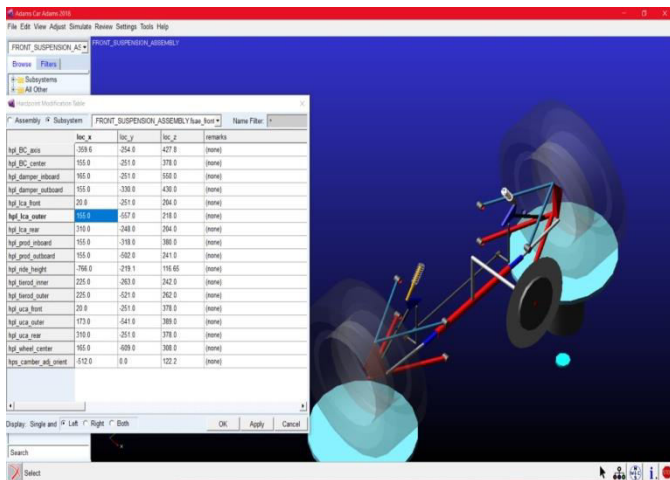 Adams Car Adams 2018
File Edit View Adjust Simulate Review Settings Tools Help
FRONT_SUSPENSION_AS
FRONT_SUSPENSION_ASSEMBLY
Browse Filters
Subsystems
All Other
Hardpoint Modification Table
Assembly Subsystem .FRONT_SUSPENSION_ASSEMBLY.fsae_front Name Filter: *
loc_x loc_y loc_z remarks
hpl_BC_axis -359.6 -254.0 427.8 (none)
hpl_BC_center 155.0 -251.0 378.0 (none)
hpl_damper_inboard 165.0 -251.0 550.0 (none)
hpl_damper_outboard 155.0 -330.0 430.0 (none)
hpl_lca_front 20.8 -251.0 204.0 (none)
hpl_lca_outer 155.0 -557.0 218.0 (none)
hpl_lca_rear 310.0 -248.0 204.0 (none)
hpl_prod_inboard 155.0 -318.0 380.0 (none)
hpl_prod_outboard 155.0 -502.0 241.0 (none)
hpl_ride_height -766.0 -219.1 116.65 (none)
hpl_tierod_inner 225.0 -263.0 242.0 (none)
hpl_tierod_outer 225.0 -521.0 262.0 (none)
hpl_uca_front 20.8 -251.0 378.0 (none)
hpl_uca_outer 173.0 -541.0 389.0 (none)
hpl_uca_rear 310.0 -251.0 378.0 (none)
hpl_wheel_center 165.0 -609.0 308.0 (none)
hps_camber_adj_orient -512.0 0.0 122.2 (none)
Display: Single and Left Right Both OK Apply Cancel
Search
Select